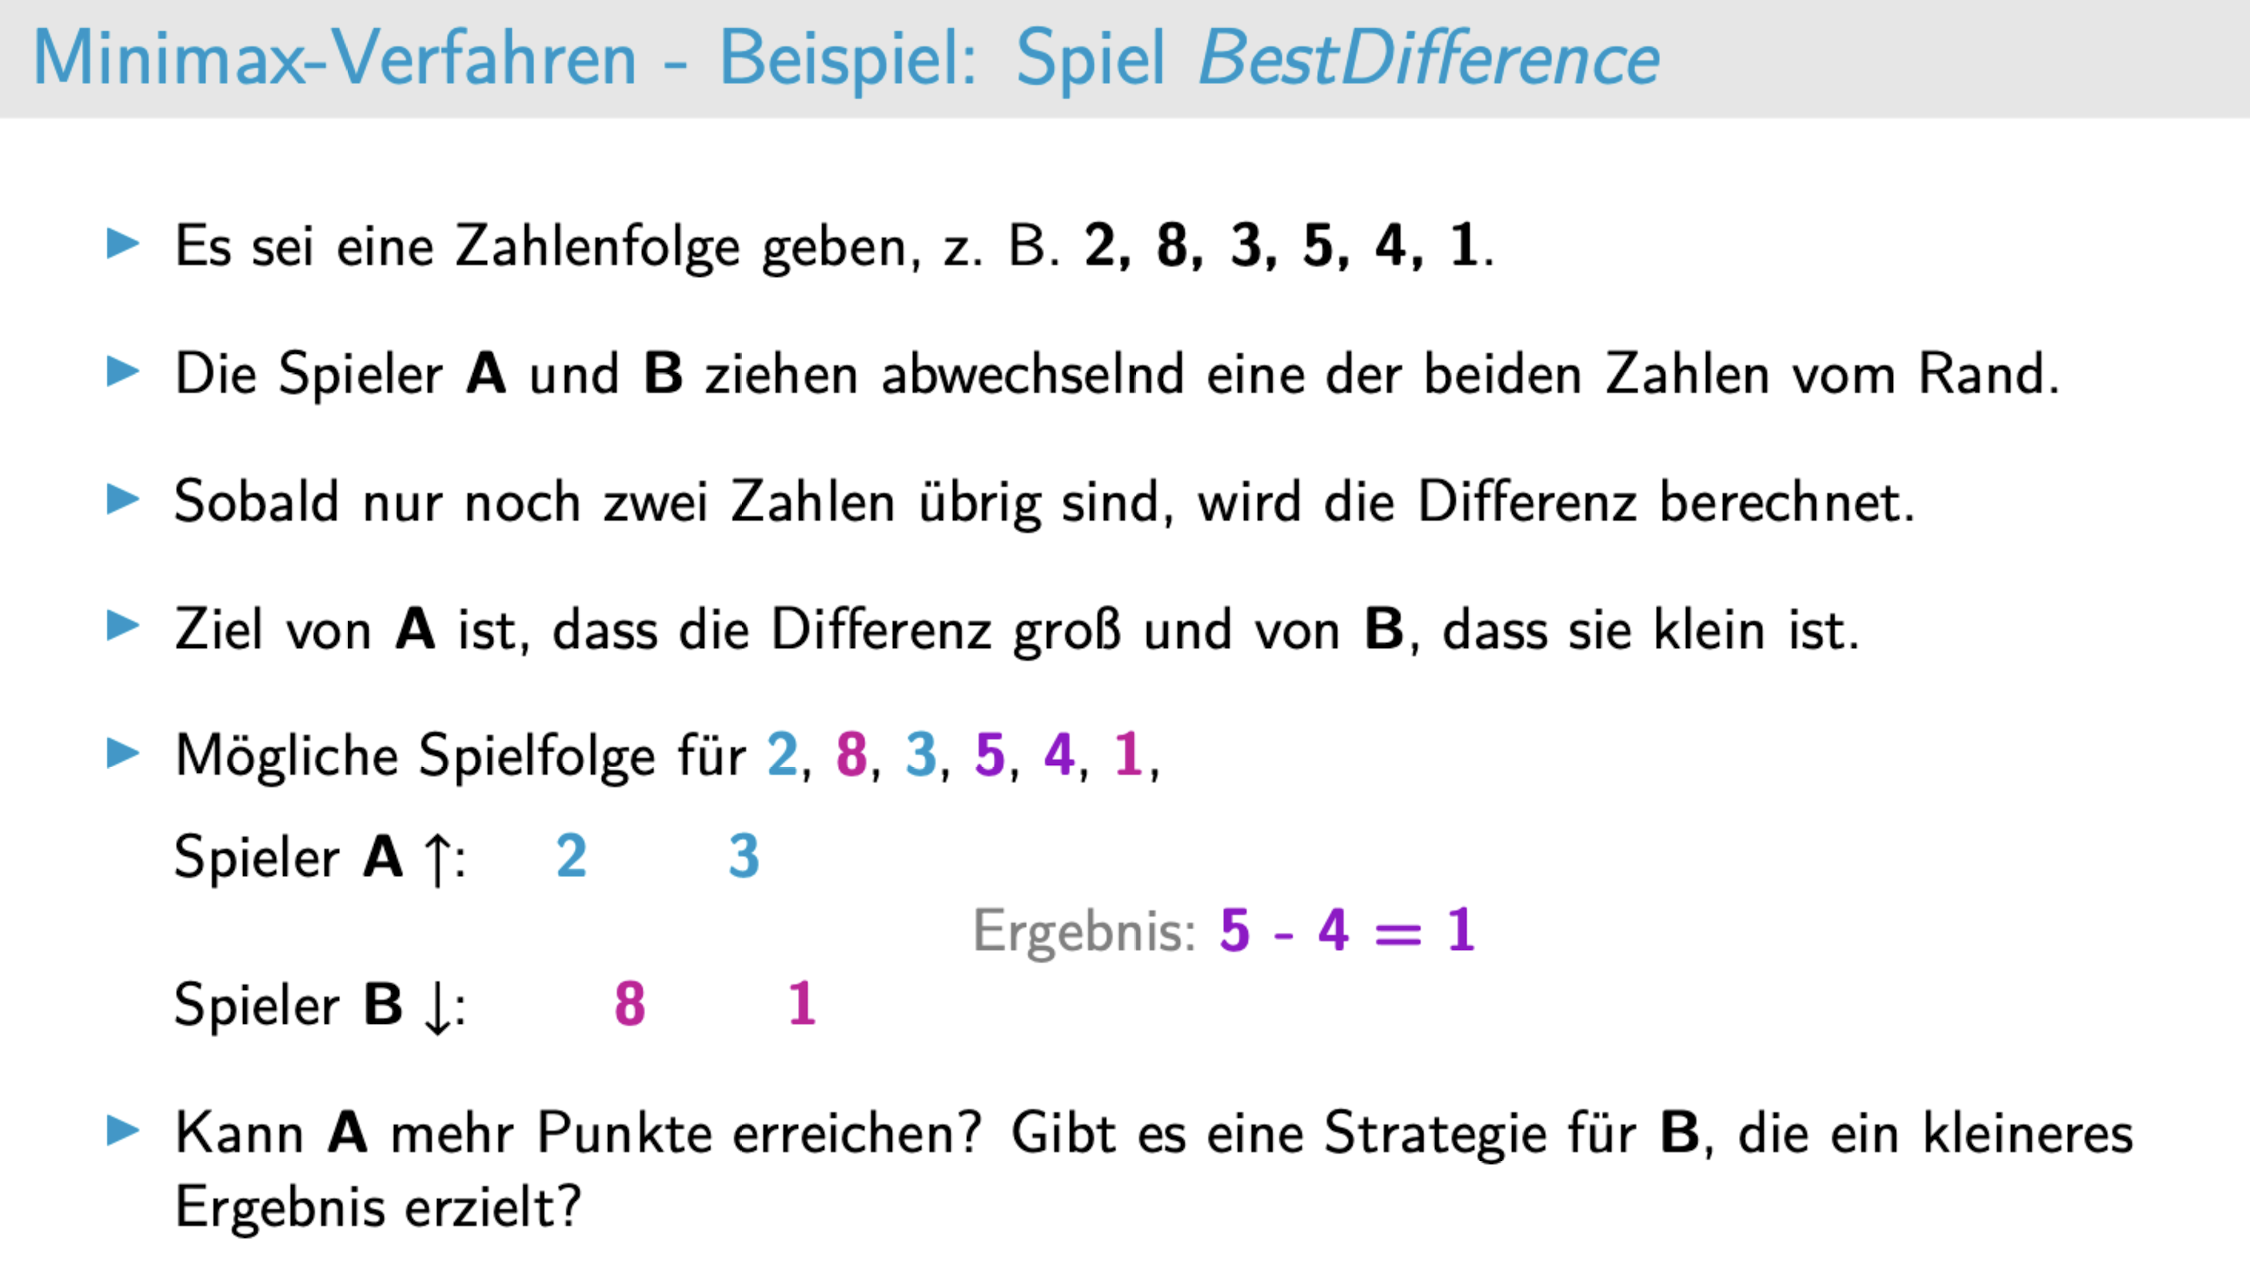 Minimax-Verfahren - Beispiel: Spiel BestDifference
▶ Es sei eine Zahlenfolge geben, z. B. 2, 8, 3, 5, 4, 1.
▶ Die Spieler A und B ziehen abwechselnd eine der beiden Zahlen vom Rand.
▶ Sobald nur noch zwei Zahlen übrig sind, wird die Differenz berechnet.
▶ Ziel von A ist, dass die Differenz groß und von B, dass sie klein ist.
▶ Mögliche Spielfolge für 2, 8, 3, 5, 4, 1,
Spieler A ↑: 2 3
Ergebnis: 5 - 4 = 1
Spieler B ↓: 8 1
▶ Kann A mehr Punkte erreichen? Gibt es eine Strategie für B, die ein kleineres
Ergebnis erzielt?